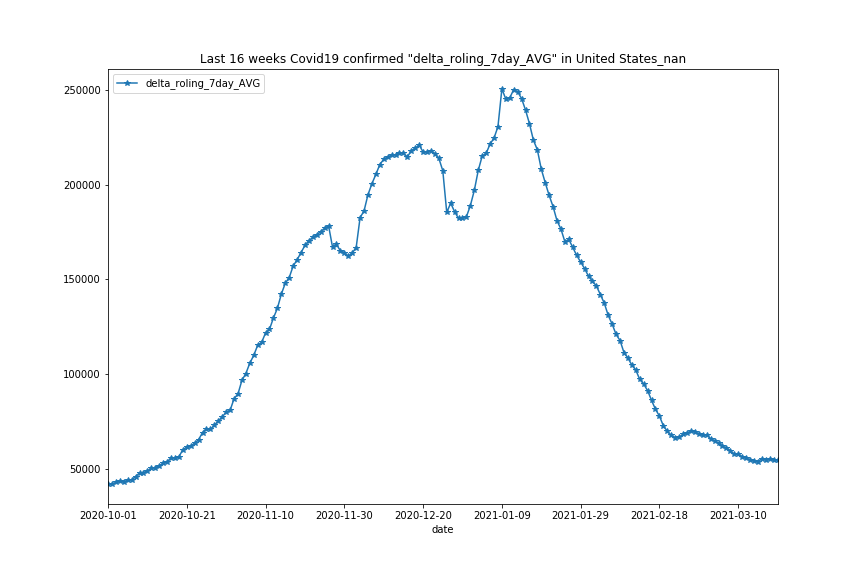 Last 16 weeks Covid19 confirmed "delta_roling_7day_AVG" in United States_nan
delta_roling_7day_AVG
250000
200000
150000
100000
50000
2020-10-01 2020-10-21 2020-11-10 2020-11-30 2020-12-20 2021-01-09 2021-01-29 2021-02-18 2021-03-10
date